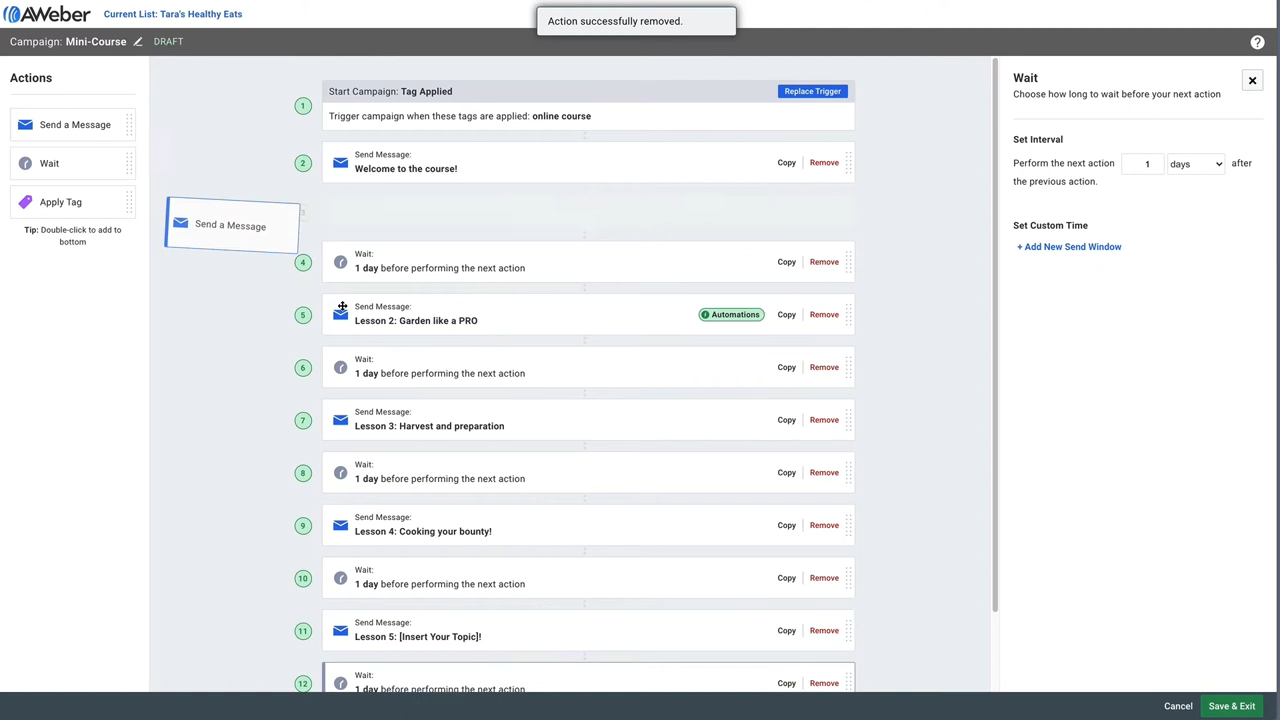 AWeber
Current List: Tara's Healthy Eats
Action successfully removed.
Campaign: Mini-Course
DRAFT
?
Actions
Send a Message
Wait
Apply Tag
Tip: Double-click to add to
bottom
1
Start Campaign: Tag Applied
Replace Trigger
Trigger campaign when these tags are applied: online course
2
Send Message:
Welcome to the course!
Copy
Remove
3
Send a Message
4
Wait:
1 day before performing the next action
Copy
Remove
5
Send Message:
Lesson 2: Garden like a PRO
Automations
Copy
Remove
6
Wait:
1 day before performing the next action
Copy
Remove
7
Send Message:
Lesson 3: Harvest and preparation
Copy
Remove
8
Wait:
1 day before performing the next action
Copy
Remove
9
Send Message:
Lesson 4: Cooking your bounty!
Copy
Remove
10
Wait:
1 day before performing the next action
Copy
Remove
11
Send Message:
Lesson 5: [Insert Your Topic]!
Copy
Remove
12
Wait:
1 day before performing the next action
Copy
Remove
Wait
Choose how long to wait before your next action
Set Interval
Perform the next action 1 days after
the previous action.
Set Custom Time
+ Add New Send Window
Cancel
Save & Exit